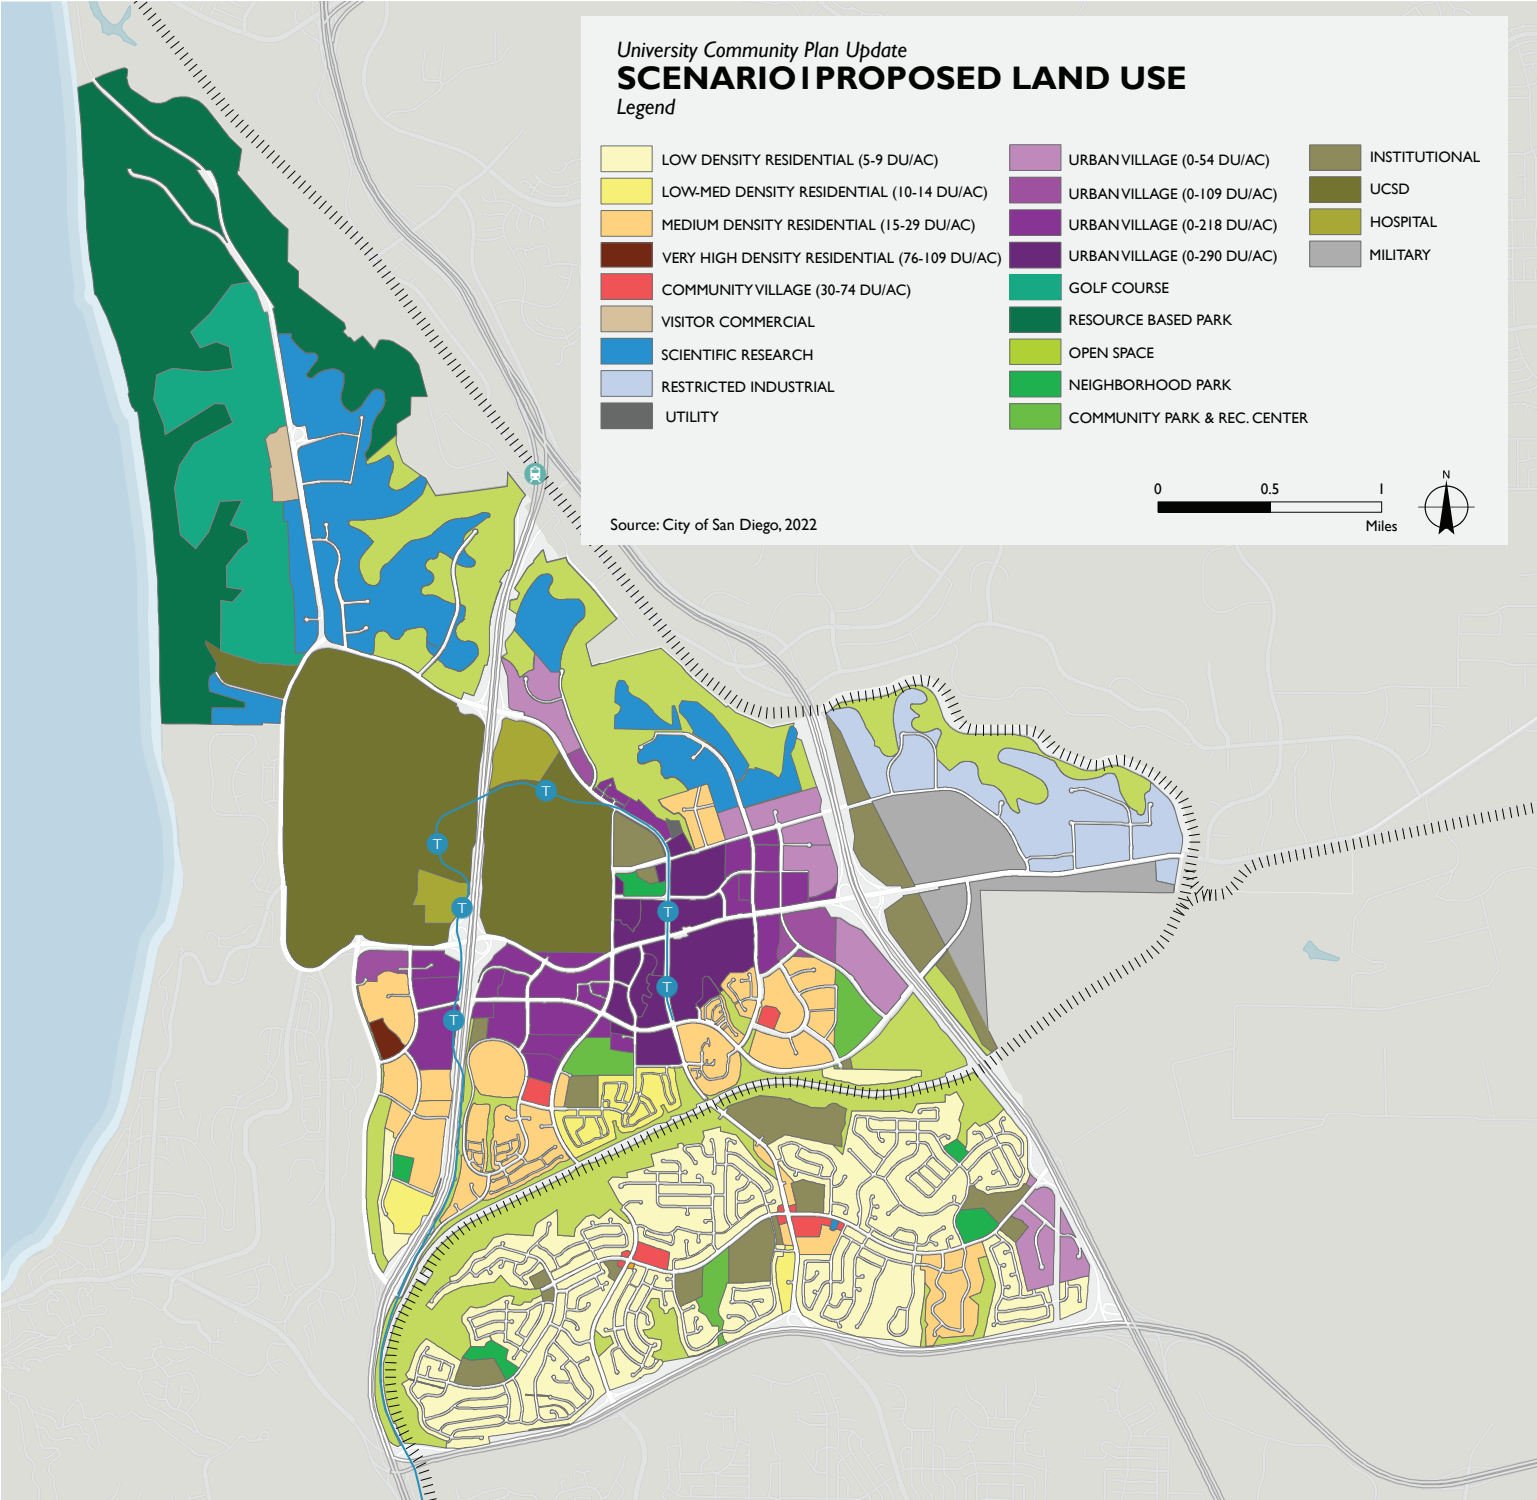 University Community Plan Update
SCENARIO 1 PROPOSED LAND USE
Legend
LOW DENSITY RESIDENTIAL (5-9 DU/AC)
LOW-MED DENSITY RESIDENTIAL (10-14 DU/AC)
MEDIUM DENSITY RESIDENTIAL (15-29 DU/AC)
VERY HIGH DENSITY RESIDENTIAL (76-109 DU/AC)
COMMUNITY VILLAGE (30-74 DU/AC)
VISITOR COMMERCIAL
SCIENTIFIC RESEARCH
RESTRICTED INDUSTRIAL
UTILITY
URBAN VILLAGE (0-54 DU/AC)
URBAN VILLAGE (0-109 DU/AC)
URBAN VILLAGE (0-218 DU/AC)
URBAN VILLAGE (0-290 DU/AC)
GOLF COURSE
RESOURCE BASED PARK
OPEN SPACE
NEIGHBORHOOD PARK
COMMUNITY PARK & REC. CENTER
INSTITUTIONAL
UCSD
HOSPITAL
MILITARY
0 0.5 1
Miles
N
Source: City of San Diego, 2022
T
T
T
T
T
T